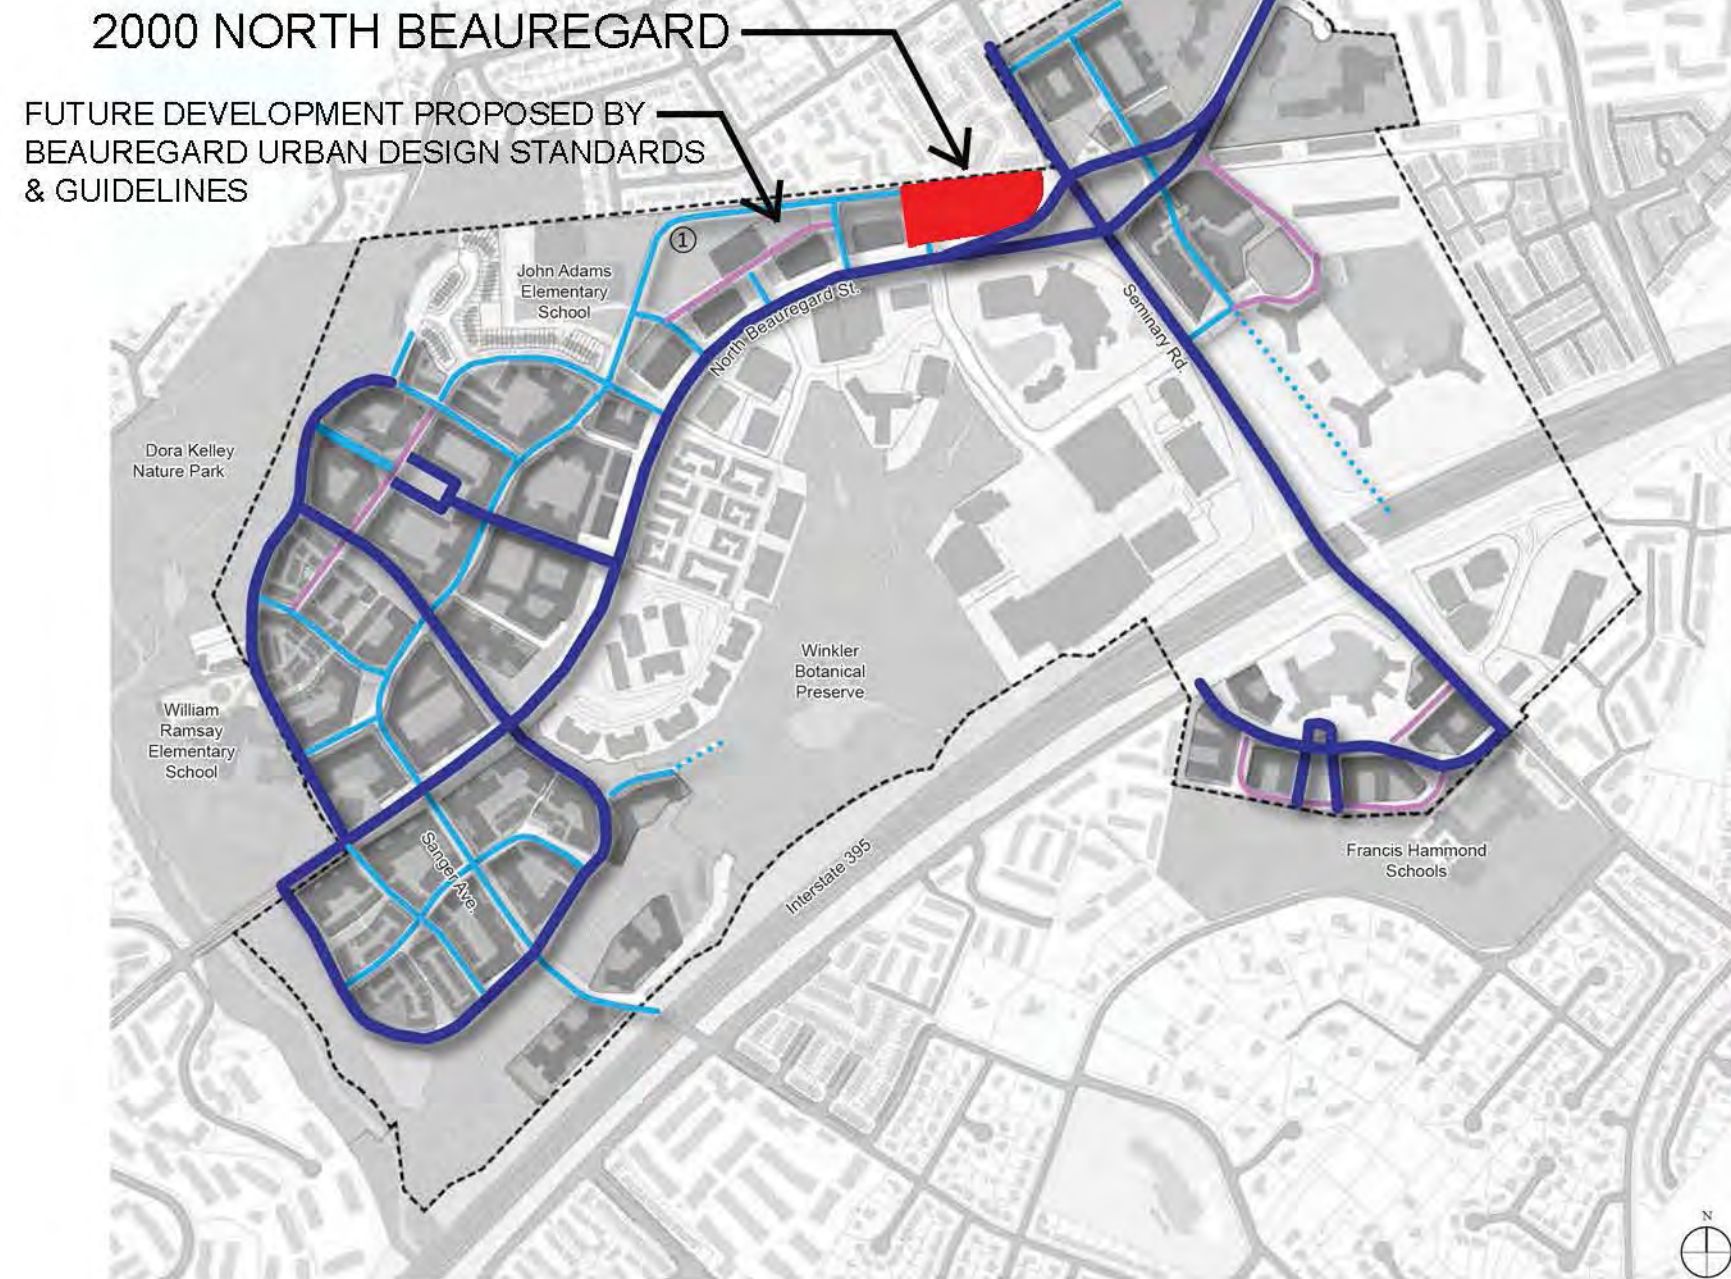 2000 NORTH BEAUREGARD
FUTURE DEVELOPMENT PROPOSED BY
BEAUREGARD URBAN DESIGN STANDARDS
& GUIDELINES
1
John Adams
Elementary
School
North Beauregard St.
Seminary Rd.
Dora Kelley
Nature Park
Winkler
Botanical
Preserve
William
Ramsay
Elementary
School
Sanger Ave.
Interstate 395
Francis Hammond
Schools
N